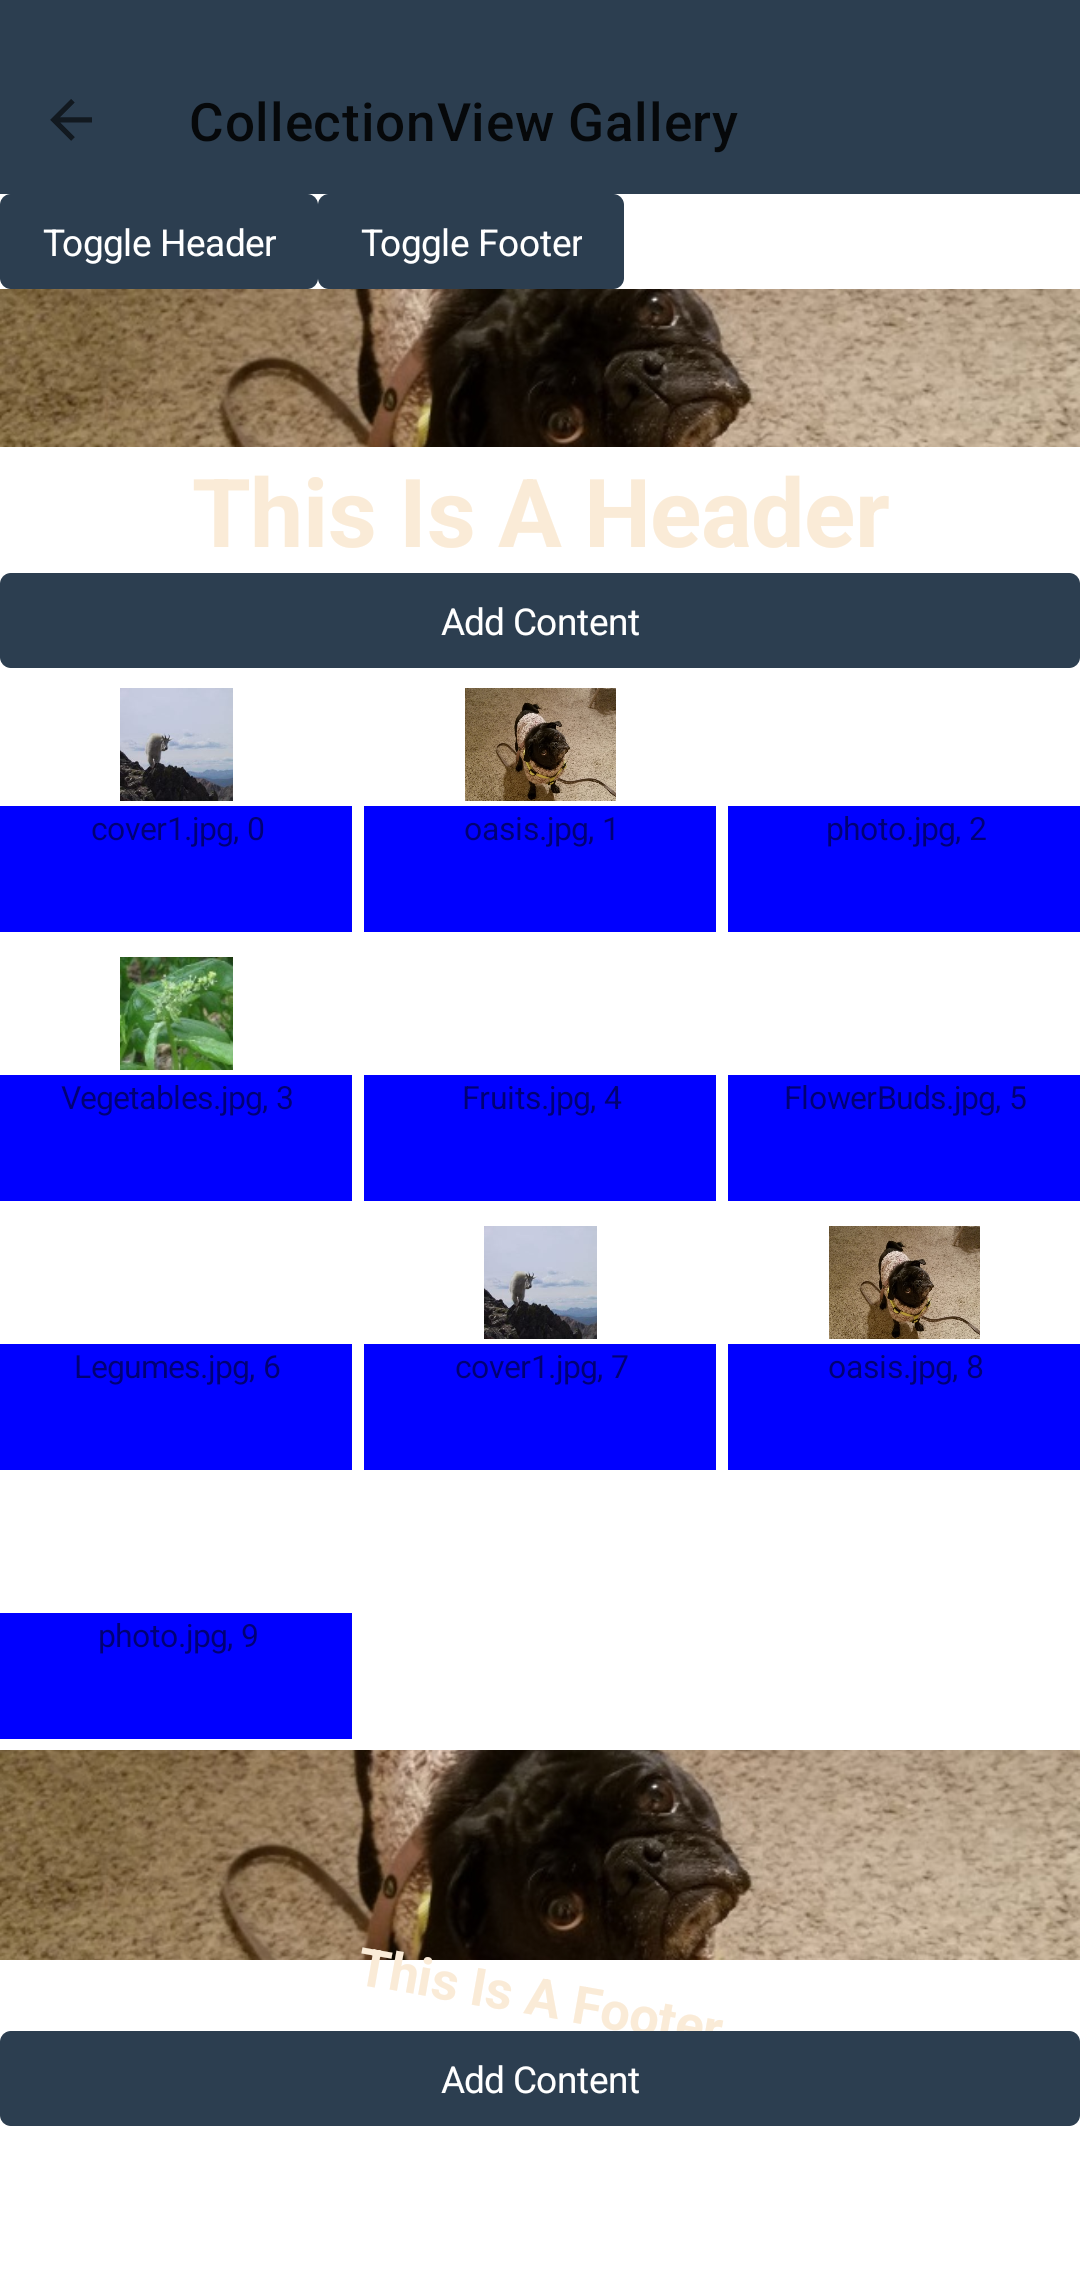 CollectionView Gallery
Toggle Header Toggle Footer
This Is A Header
Add Content
cover1.jpg, 0 oasis.jpg, 1 photo.jpg, 2
Vegetables.jpg, 3 Fruits.jpg, 4 FlowerBuds.jpg, 5
Legumes.jpg, 6 cover1.jpg, 7 oasis.jpg, 8
photo.jpg, 9
This Is A Footer
Add Content